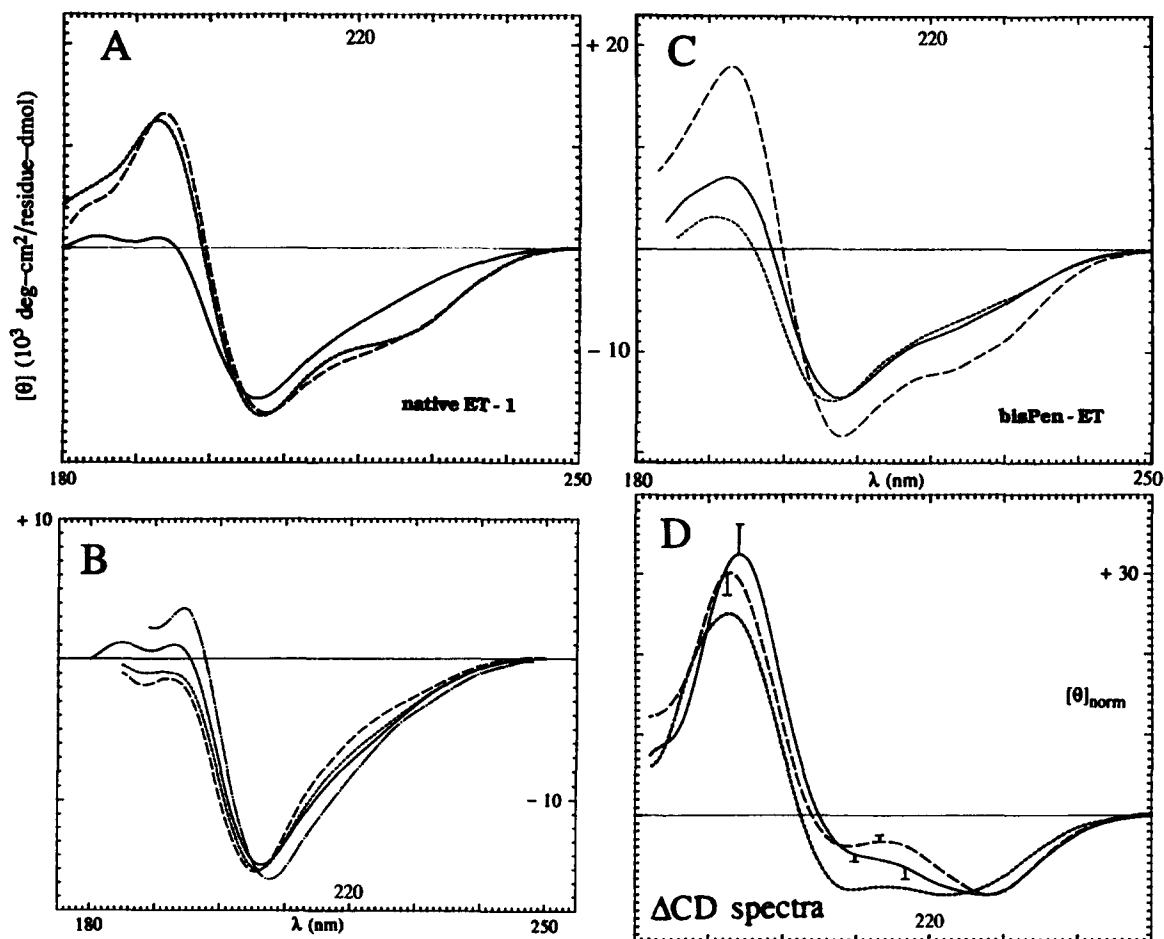 A
220
+ 20
C
220
[θ] (10³ deg–cm²/residue–dmol)
– 10
native ET - 1
bisPen - ET
180
250
180
λ (nm)
250
+ 10
B
D
+ 30
[θ]norm
– 10
220
ΔCD spectra
220
180
λ (nm)
250